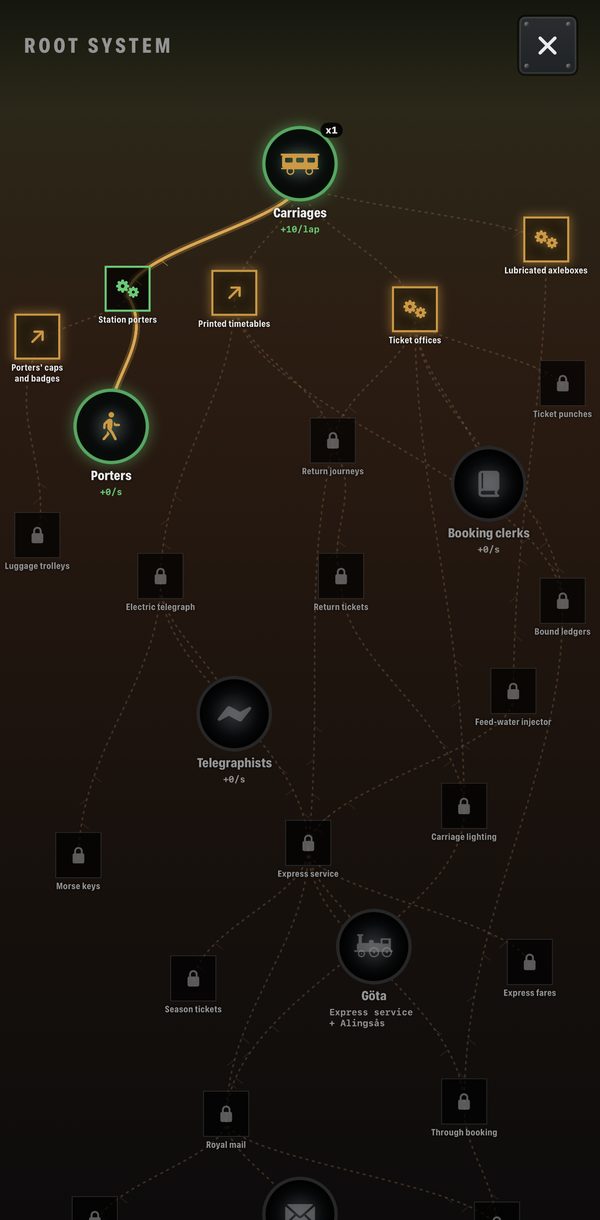 ROOT SYSTEM
x1
Carriages
+10/lap
Lubricated axleboxes
Station porters
Printed timetables
Ticket offices
Porters' caps
and badges
Ticket punches
Return journeys
Porters
+0/s
Booking clerks
+0/s
Luggage trolleys
Electric telegraph
Return tickets
Bound ledgers
Feed-water injector
Telegraphists
+0/s
Carriage lighting
Express service
Morse keys
Göta
Express service
+ Alingsås
Season tickets
Express fares
Royal mail
Through booking